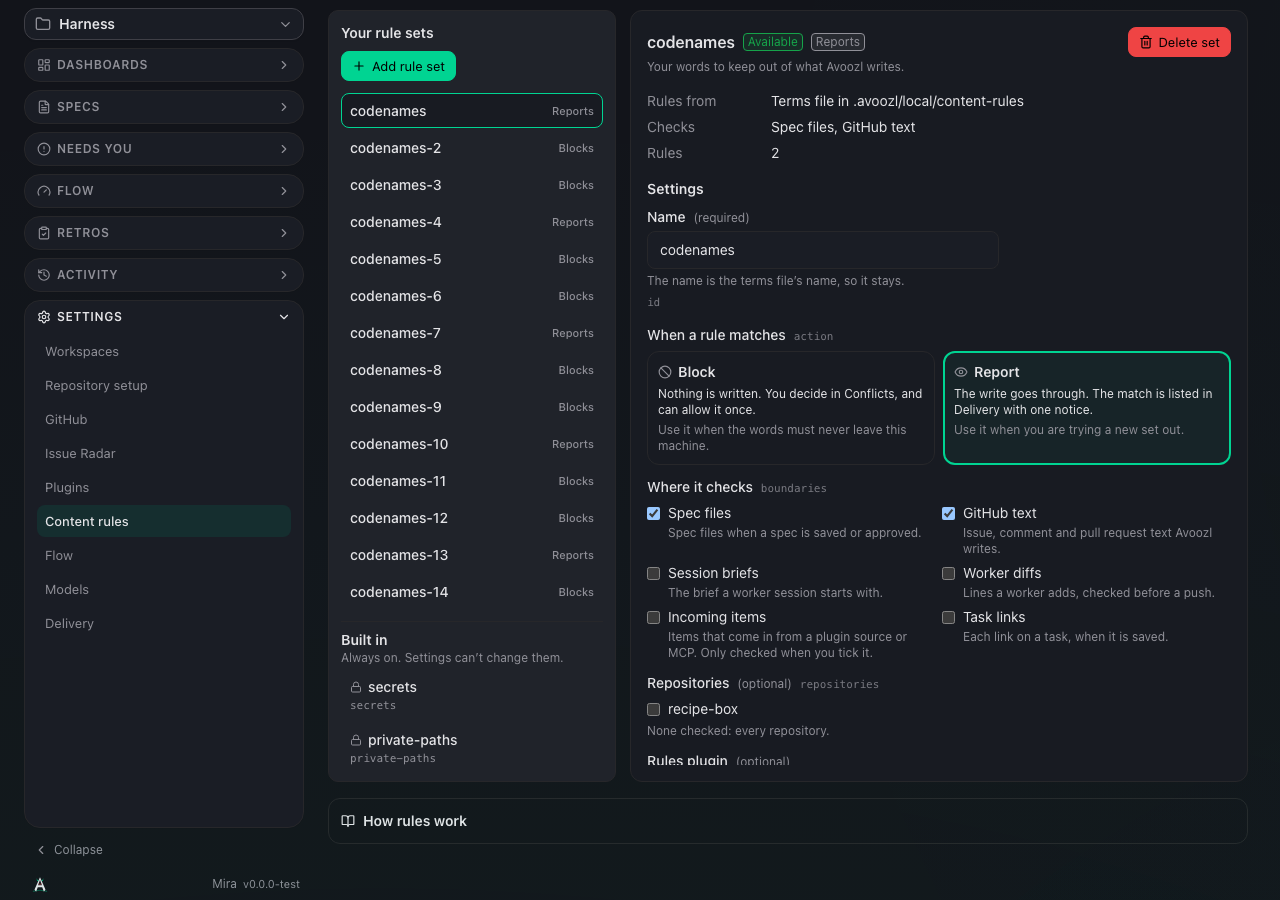 Harness
DASHBOARDS
SPECS
NEEDS YOU
FLOW
RETROS
ACTIVITY
SETTINGS
Workspaces
Repository setup
GitHub
Issue Radar
Plugins
Content rules
Flow
Models
Delivery
Collapse
Mira v0.0.0-test
Your rule sets
+ Add rule set
codenames Reports
codenames-2 Blocks
codenames-3 Blocks
codenames-4 Reports
codenames-5 Blocks
codenames-6 Blocks
codenames-7 Reports
codenames-8 Blocks
codenames-9 Blocks
codenames-10 Reports
codenames-11 Blocks
codenames-12 Blocks
codenames-13 Reports
codenames-14 Blocks
Built in
Always on. Settings can’t change them.
secrets
secrets
private-paths
private-paths
codenames Available Reports
Delete set
Your words to keep out of what Avoozl writes.
Rules from Terms file in .avoozl/local/content-rules
Checks Spec files, GitHub text
Rules 2
Settings
Name (required)
codenames
The name is the terms file’s name, so it stays.
id
When a rule matches action
Block
Nothing is written. You decide in Conflicts, and
can allow it once.
Use it when the words must never leave this
machine.
Report
The write goes through. The match is listed in
Delivery with one notice.
Use it when you are trying a new set out.
Where it checks boundaries
Spec files
Spec files when a spec is saved or approved.
GitHub text
Issue, comment and pull request text Avoozl
writes.
Session briefs
The brief a worker session starts with.
Worker diffs
Lines a worker adds, checked before a push.
Incoming items
Items that come in from a plugin source or
MCP. Only checked when you tick it.
Task links
Each link on a task, when it is saved.
Repositories (optional) repositories
recipe-box
None checked: every repository.
Rules plugin (optional)
How rules work